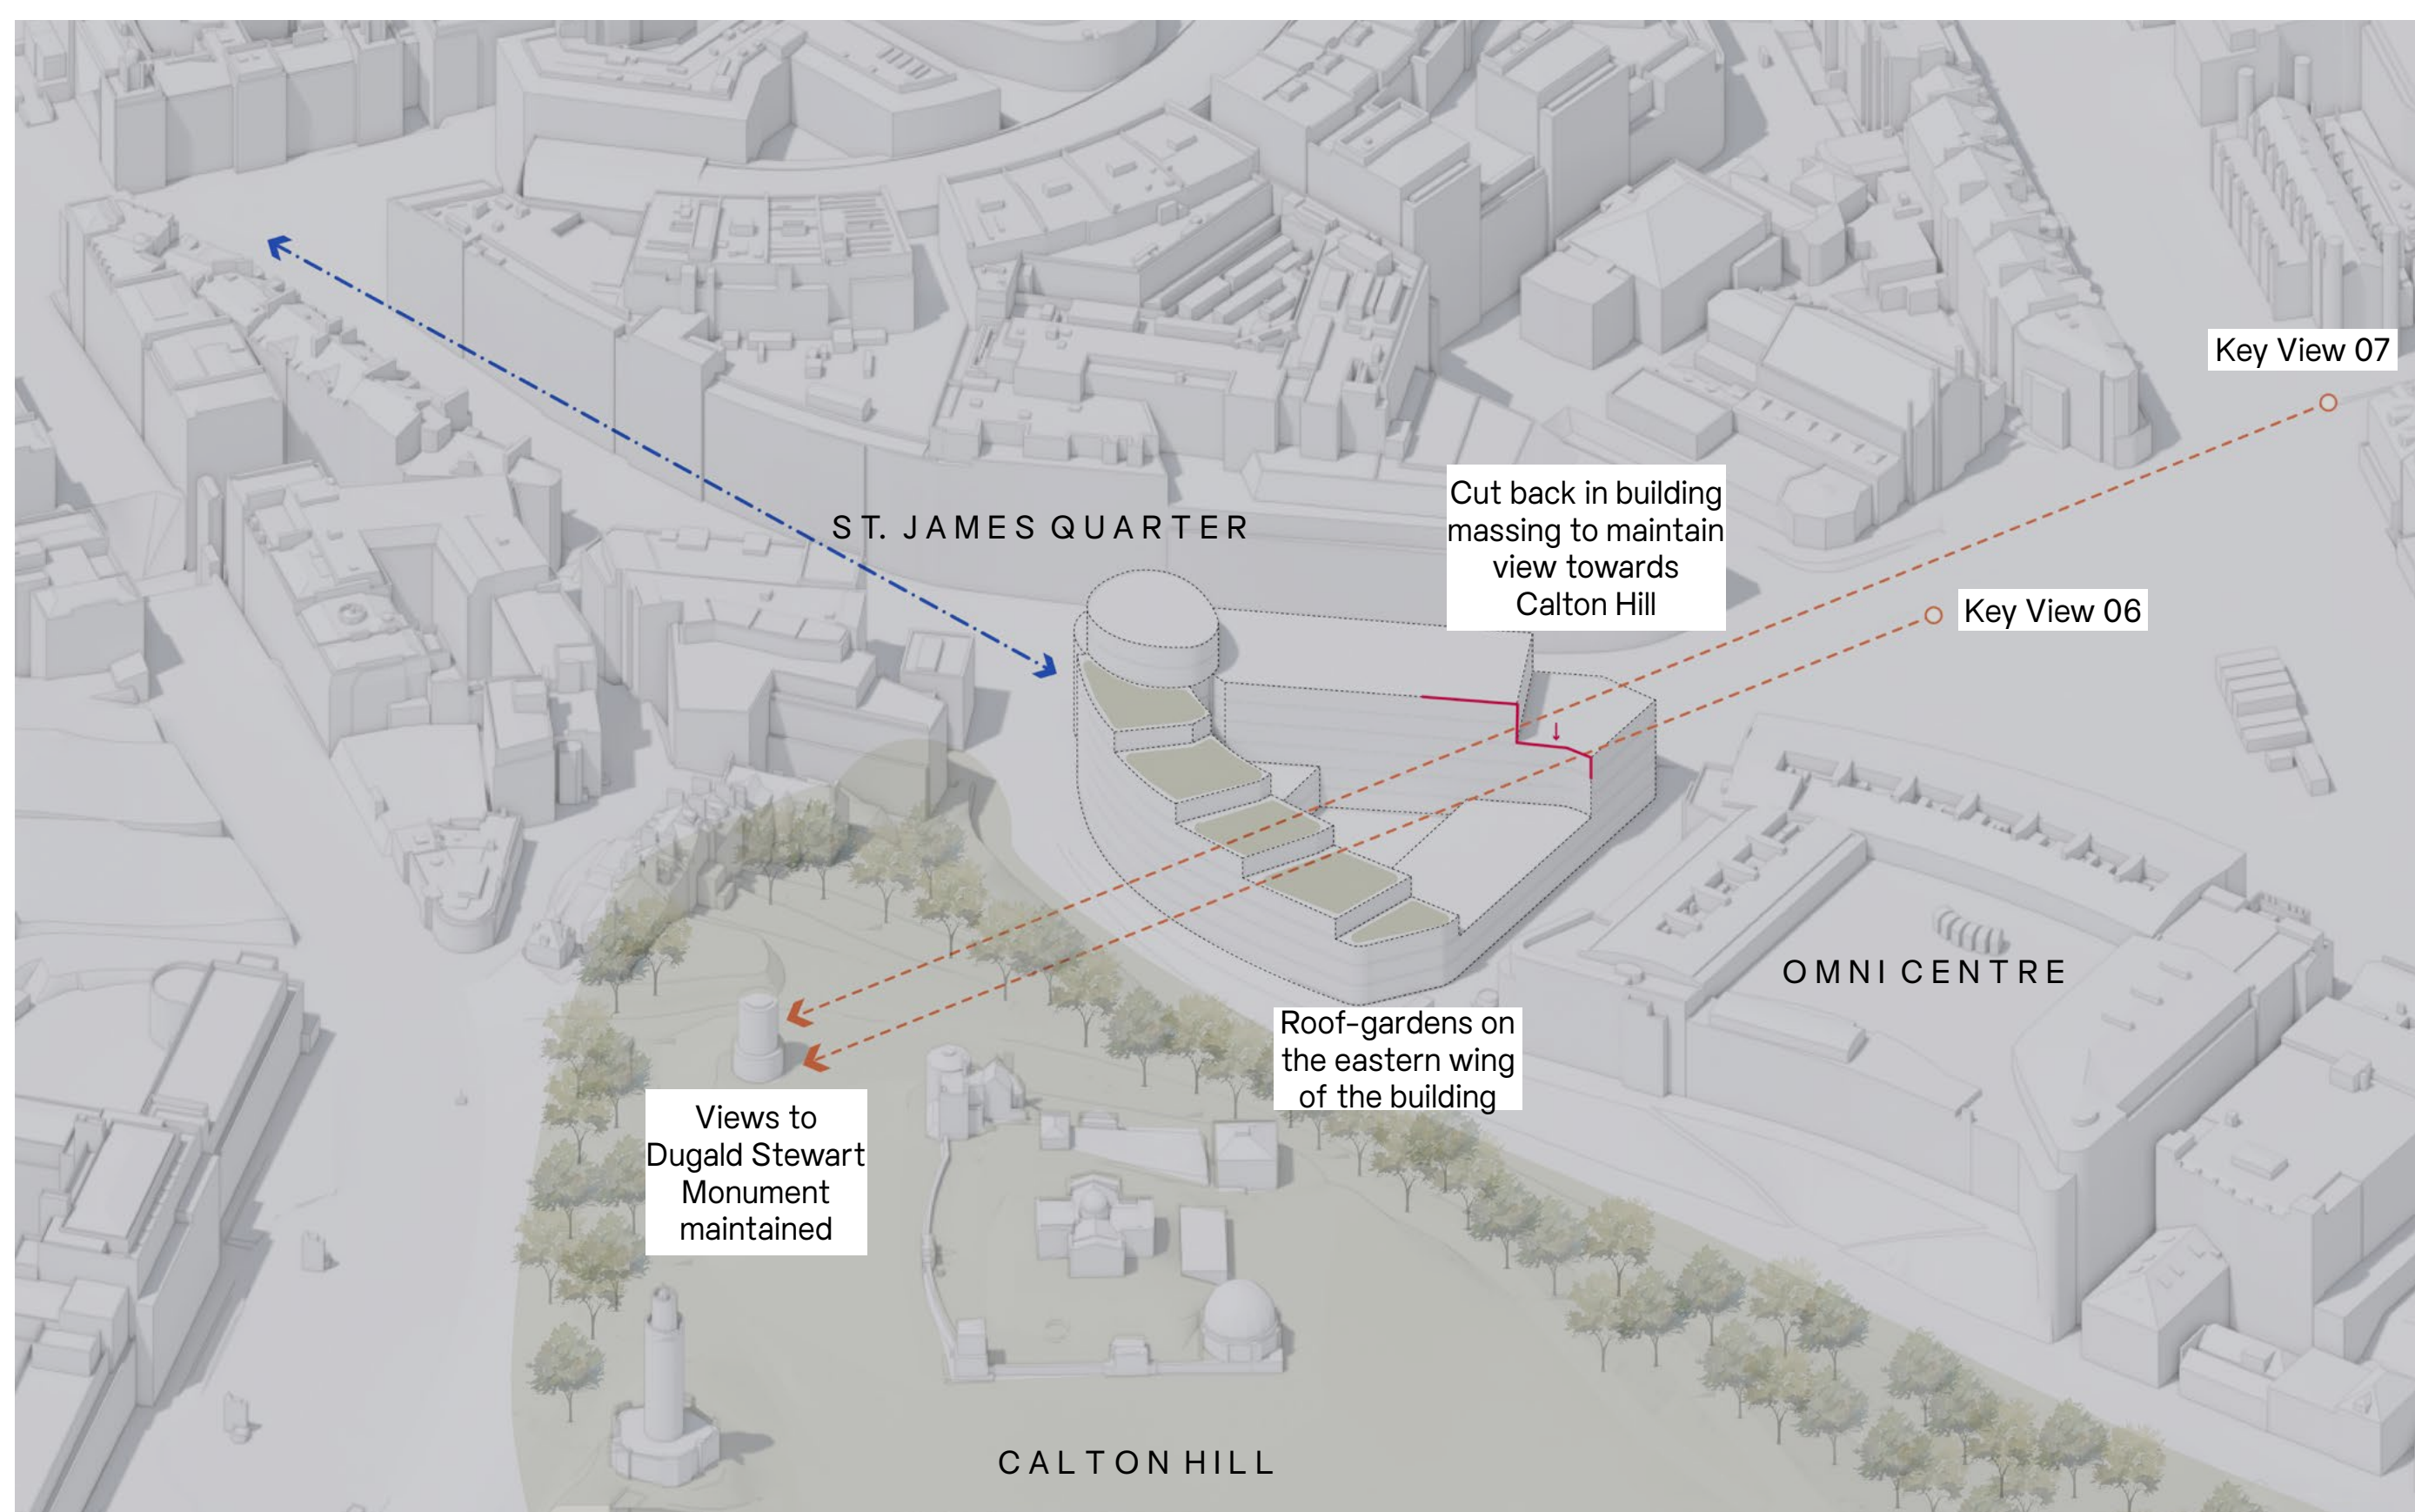 Key View 07
Cut back in building
massing to maintain
view towards
Calton Hill
ST. JAMES QUARTER
Key View 06
OMNI CENTRE
Roof-gardens on
the eastern wing
of the building
Views to
Dugald Stewart
Monument
maintained
CALTON HILL